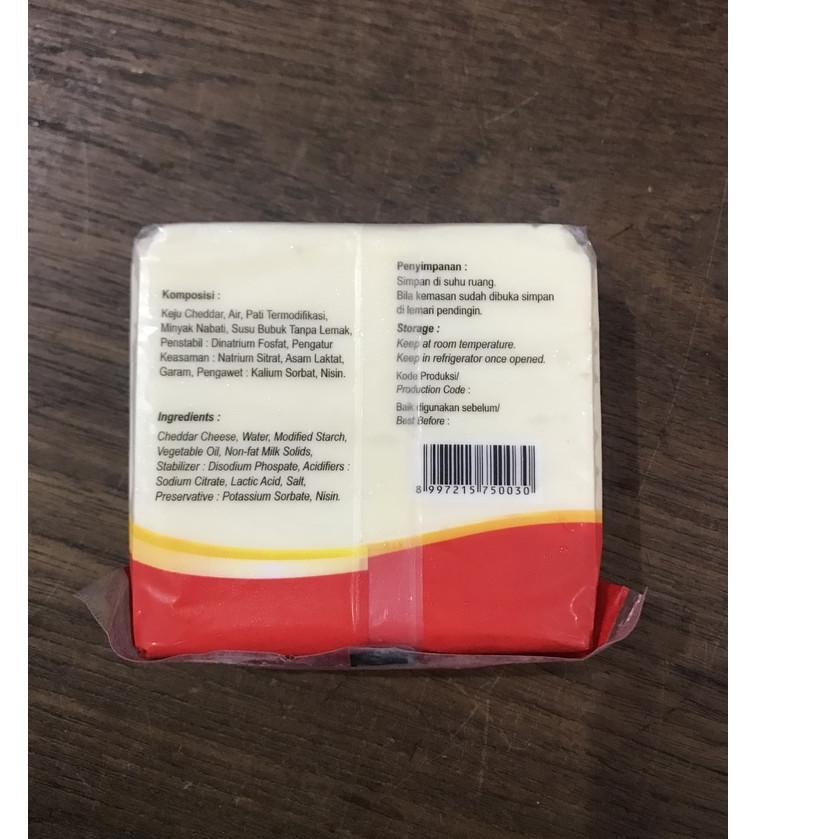 Komposisi :
Keju Cheddar, Air, Pati Termodifikasi,
Minyak Nabati, Susu Bubuk Tanpa Lemak,
Penstabil : Dinatrium Fosfat, Pengatur
Keasaman : Natrium Sitrat, Asam Laktat,
Garam, Pengawet : Kalium Sorbat, Nisin.
Ingredients :
Cheddar Cheese, Water, Modified Starch,
Vegetable Oil, Non-fat Milk Solids,
Stabilizer : Disodium Phospate, Acidifiers :
Sodium Citrate, Lactic Acid, Salt,
Preservative : Potassium Sorbate, Nisin.
Penyimpanan :
Simpan di suhu ruang.
Bila kemasan sudah dibuka simpan
di lemari pendingin.
Storage :
Keep at room temperature.
Keep in refrigerator once opened.
Kode Produksi/
Production Code :
Baik digunakan sebelum/
Best Before :
8 997215 750030